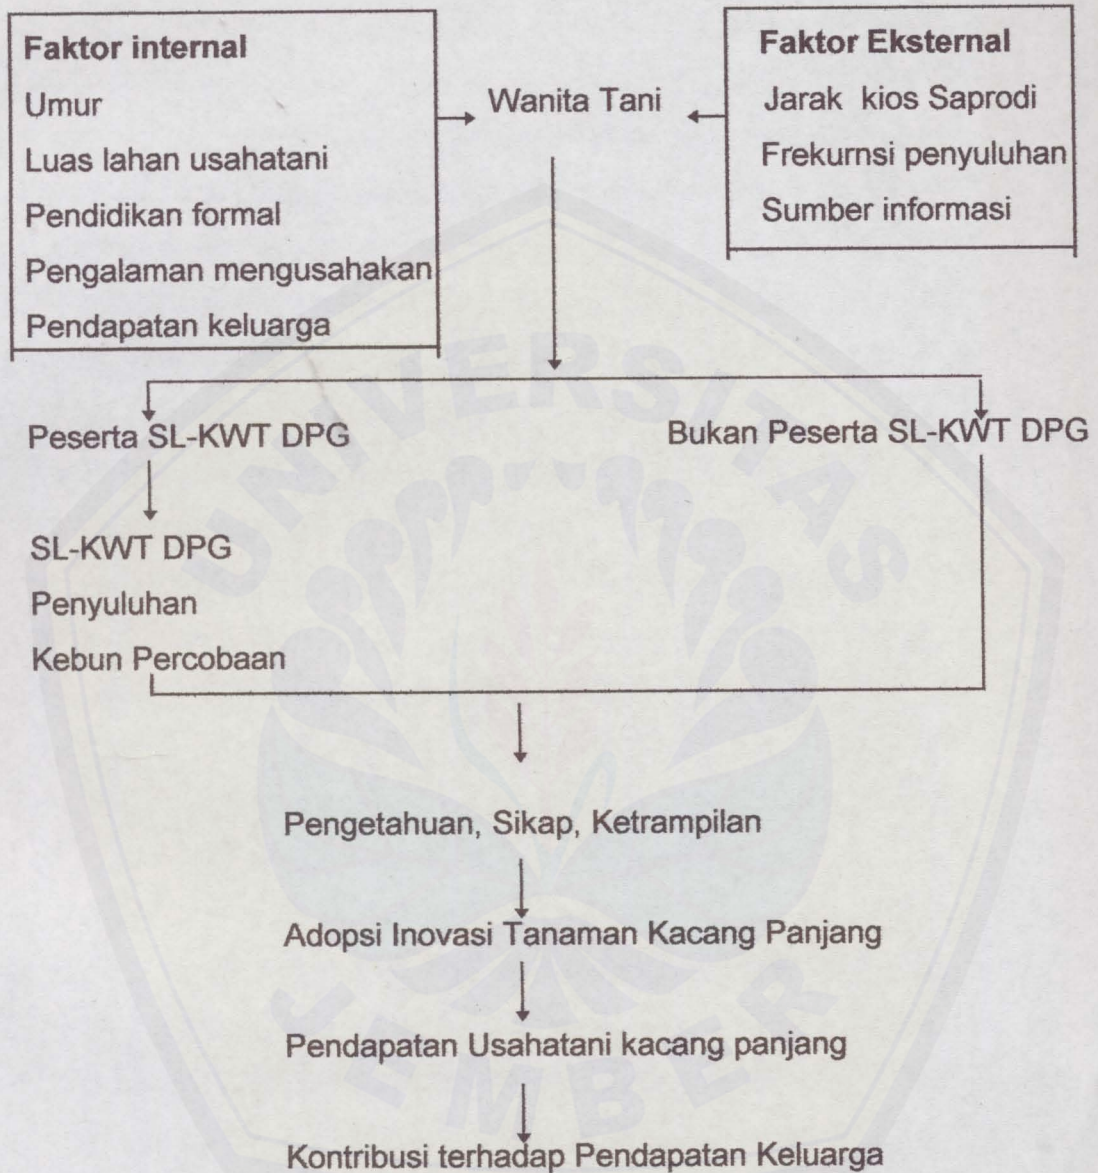 Faktor internal
Umur
Luas lahan usahatani
Pendidikan formal
Pengalaman mengusahakan
Pendapatan keluarga
Wanita Tani
Faktor Eksternal
Jarak kios Saprodi
Frekurnsi penyuluhan
Sumber informasi
Peserta SL-KWT DPG
Bukan Peserta SL-KWT DPG
SL-KWT DPG
Penyuluhan
Kebun Percobaan
Pengetahuan, Sikap, Ketrampilan
Adopsi Inovasi Tanaman Kacang Panjang
Pendapatan Usahatani kacang panjang
Kontribusi terhadap Pendapatan Keluarga
UNIVERSITAS
JEMBER